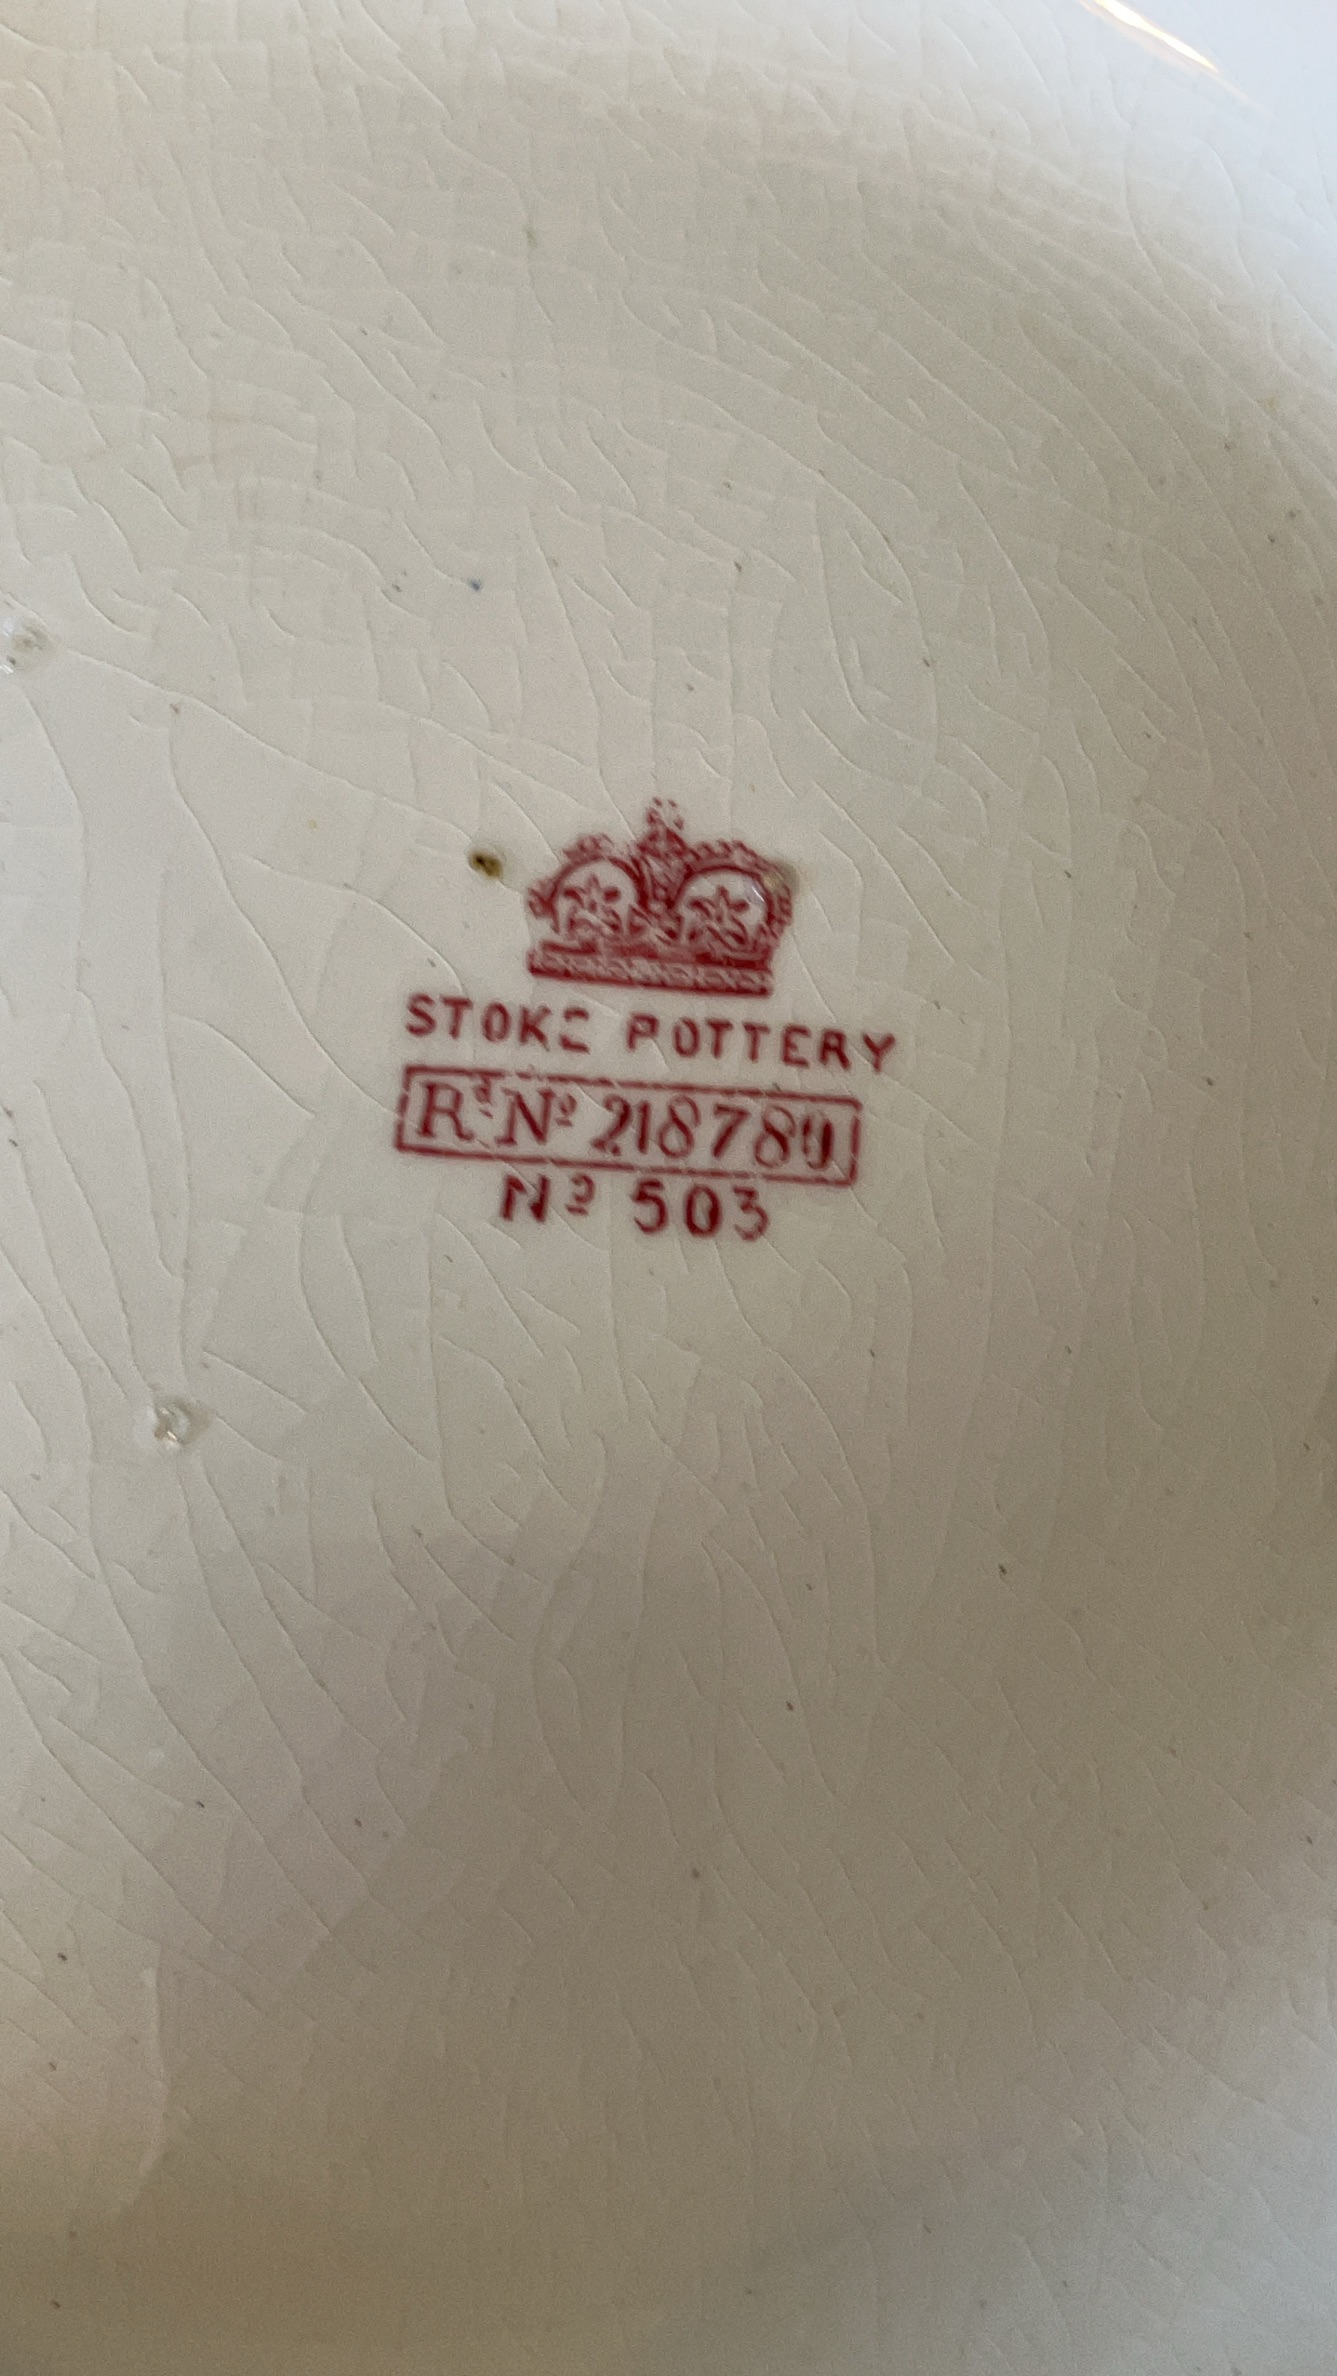 STOKE POTTERY
Rd No 218780
No 503